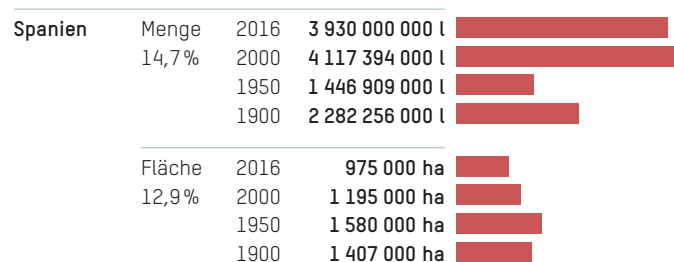 Spanien Menge 2016 3 930 000 000 l
14,7% 2000 4 117 394 000 l
1950 1 446 909 000 l
1900 2 282 256 000 l
Fläche 2016 975 000 ha
12,9% 2000 1 195 000 ha
1950 1 580 000 ha
1900 1 407 000 ha